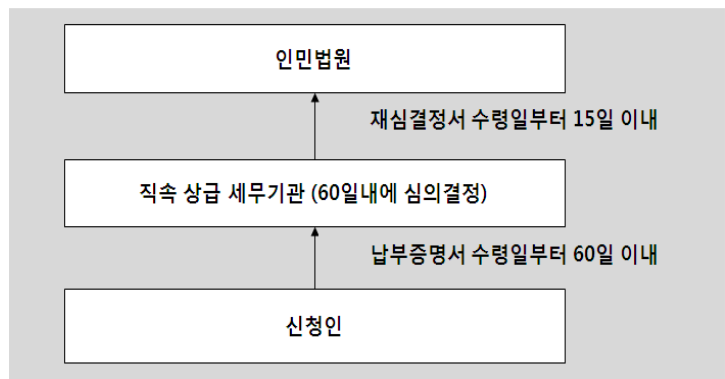 인민법원
재심결정서 수령일부터 15일 이내
직속 상급 세무기관 (60일내에 심의결정)
납부증명서 수령일부터 60일 이내
신청인